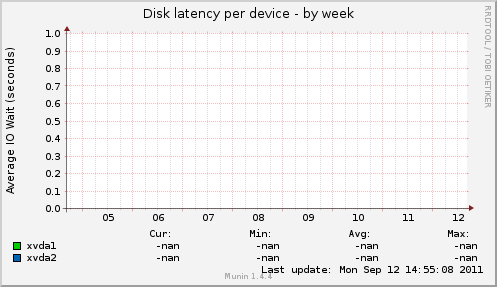 Disk latency per device - by week
RRDTOOL / TOBI OETIKER
Average IO Wait (seconds)
1.0
0.9
0.8
0.7
0.6
0.5
0.4
0.3
0.2
0.1
0.0
05 06 07 08 09 10 11 12
Cur: Min: Avg: Max:
xvda1 -nan -nan -nan -nan
xvda2 -nan -nan -nan -nan
Last update: Mon Sep 12 14:55:08 2011
Munin 1.4.4